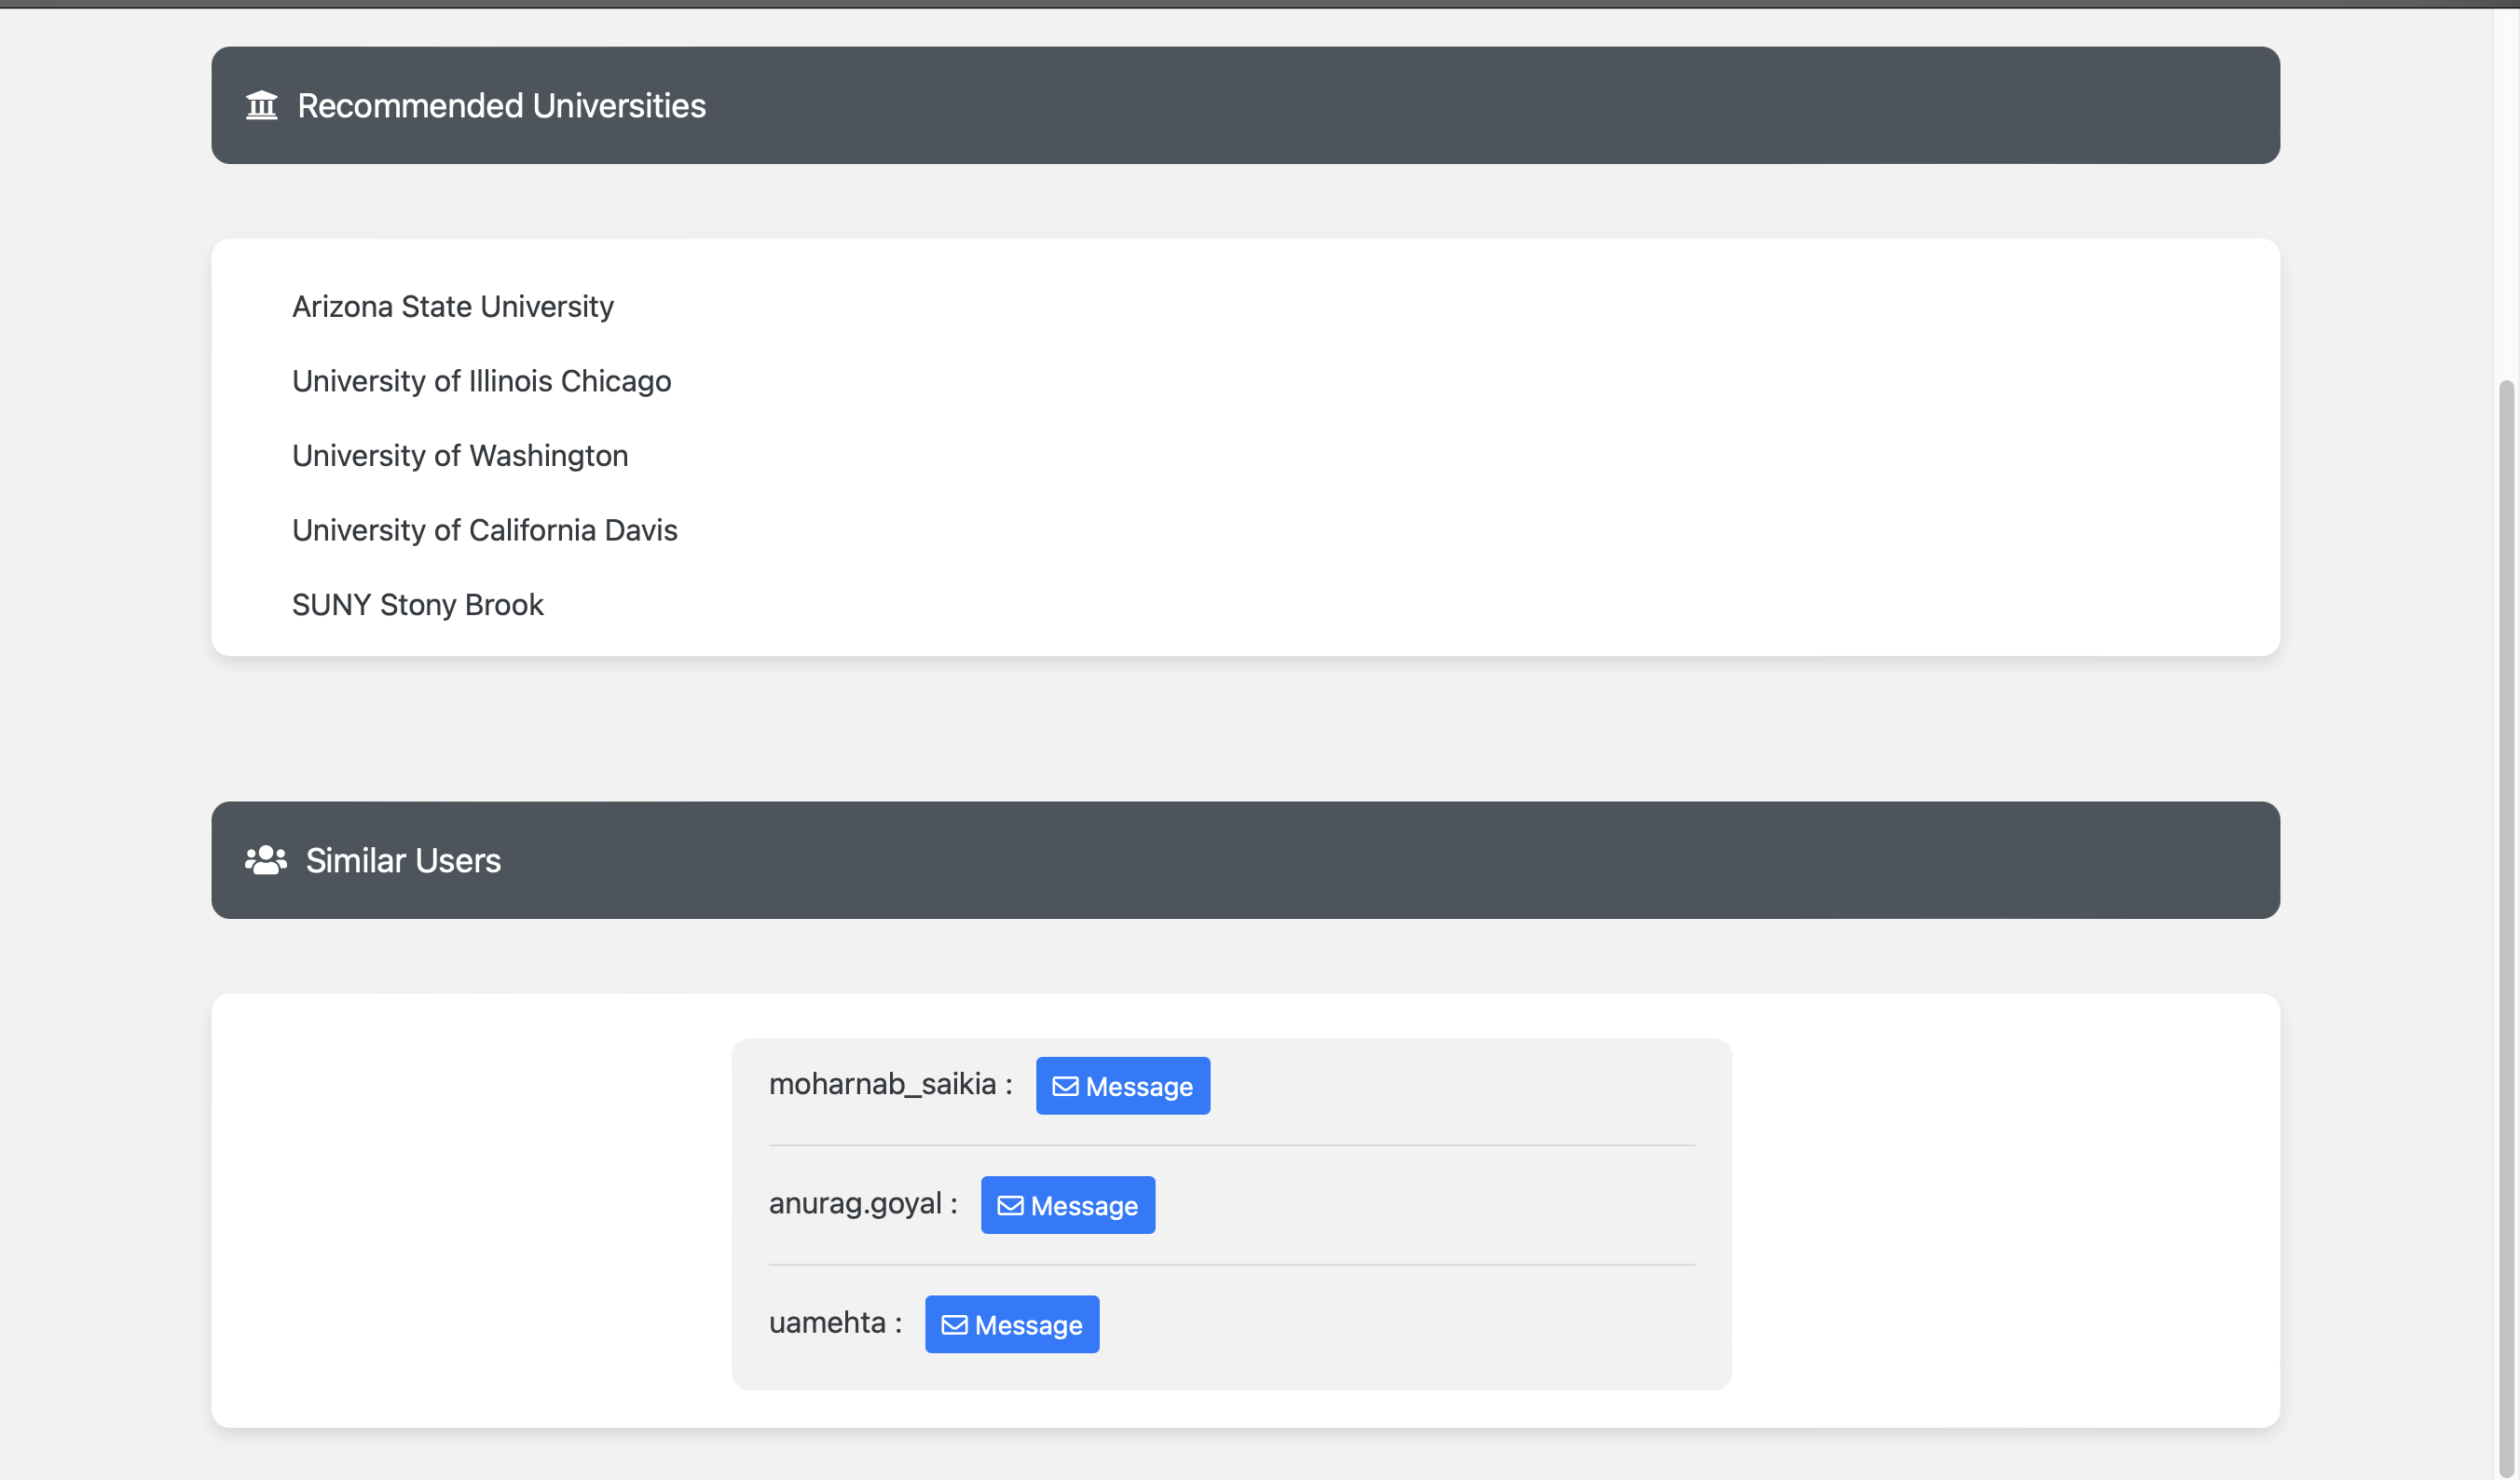 Recommended Universities
Arizona State University
University of Illinois Chicago
University of Washington
University of California Davis
SUNY Stony Brook
Similar Users
moharnab_saikia : Message
anurag.goyal : Message
uamehta : Message